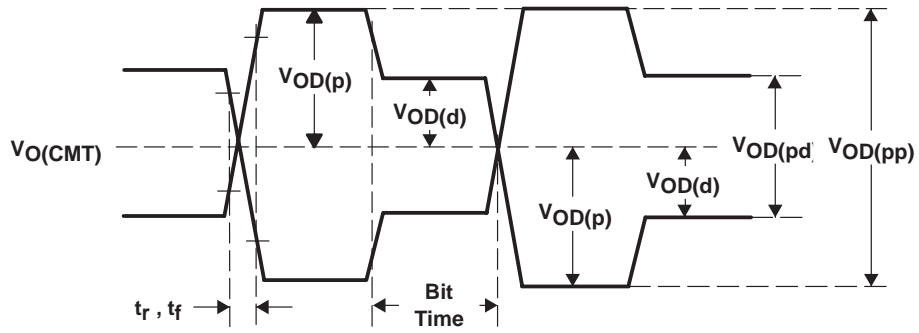 VOD(p)
VOD(d)
VO(CMT)
VOD(pd)
VOD(pp)
VOD(d)
VOD(p)
tr , tf
Bit
Time